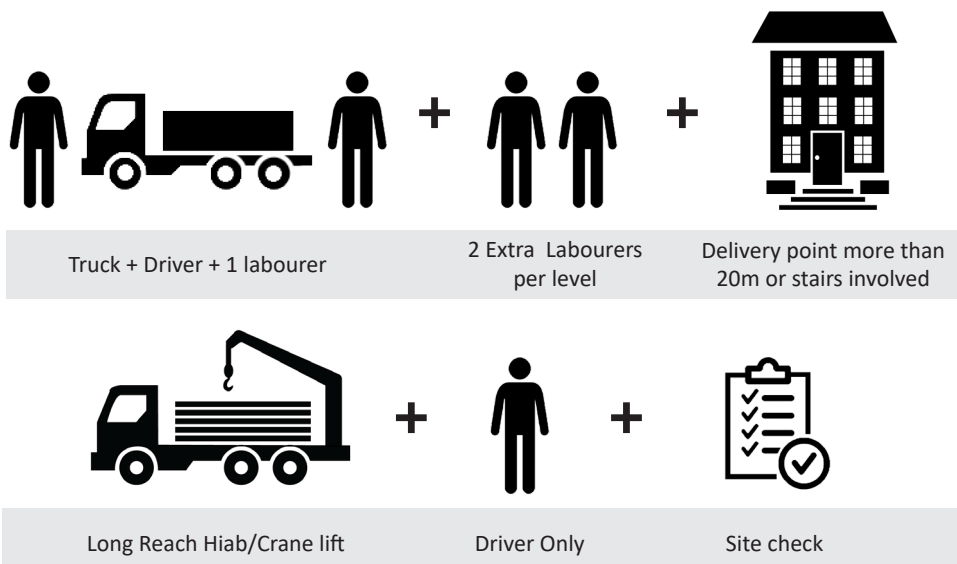 Truck + Driver + 1 labourer
2 Extra Labourers
per level
Delivery point more than
20m or stairs involved
Long Reach Hiab/Crane lift
Driver Only
Site check